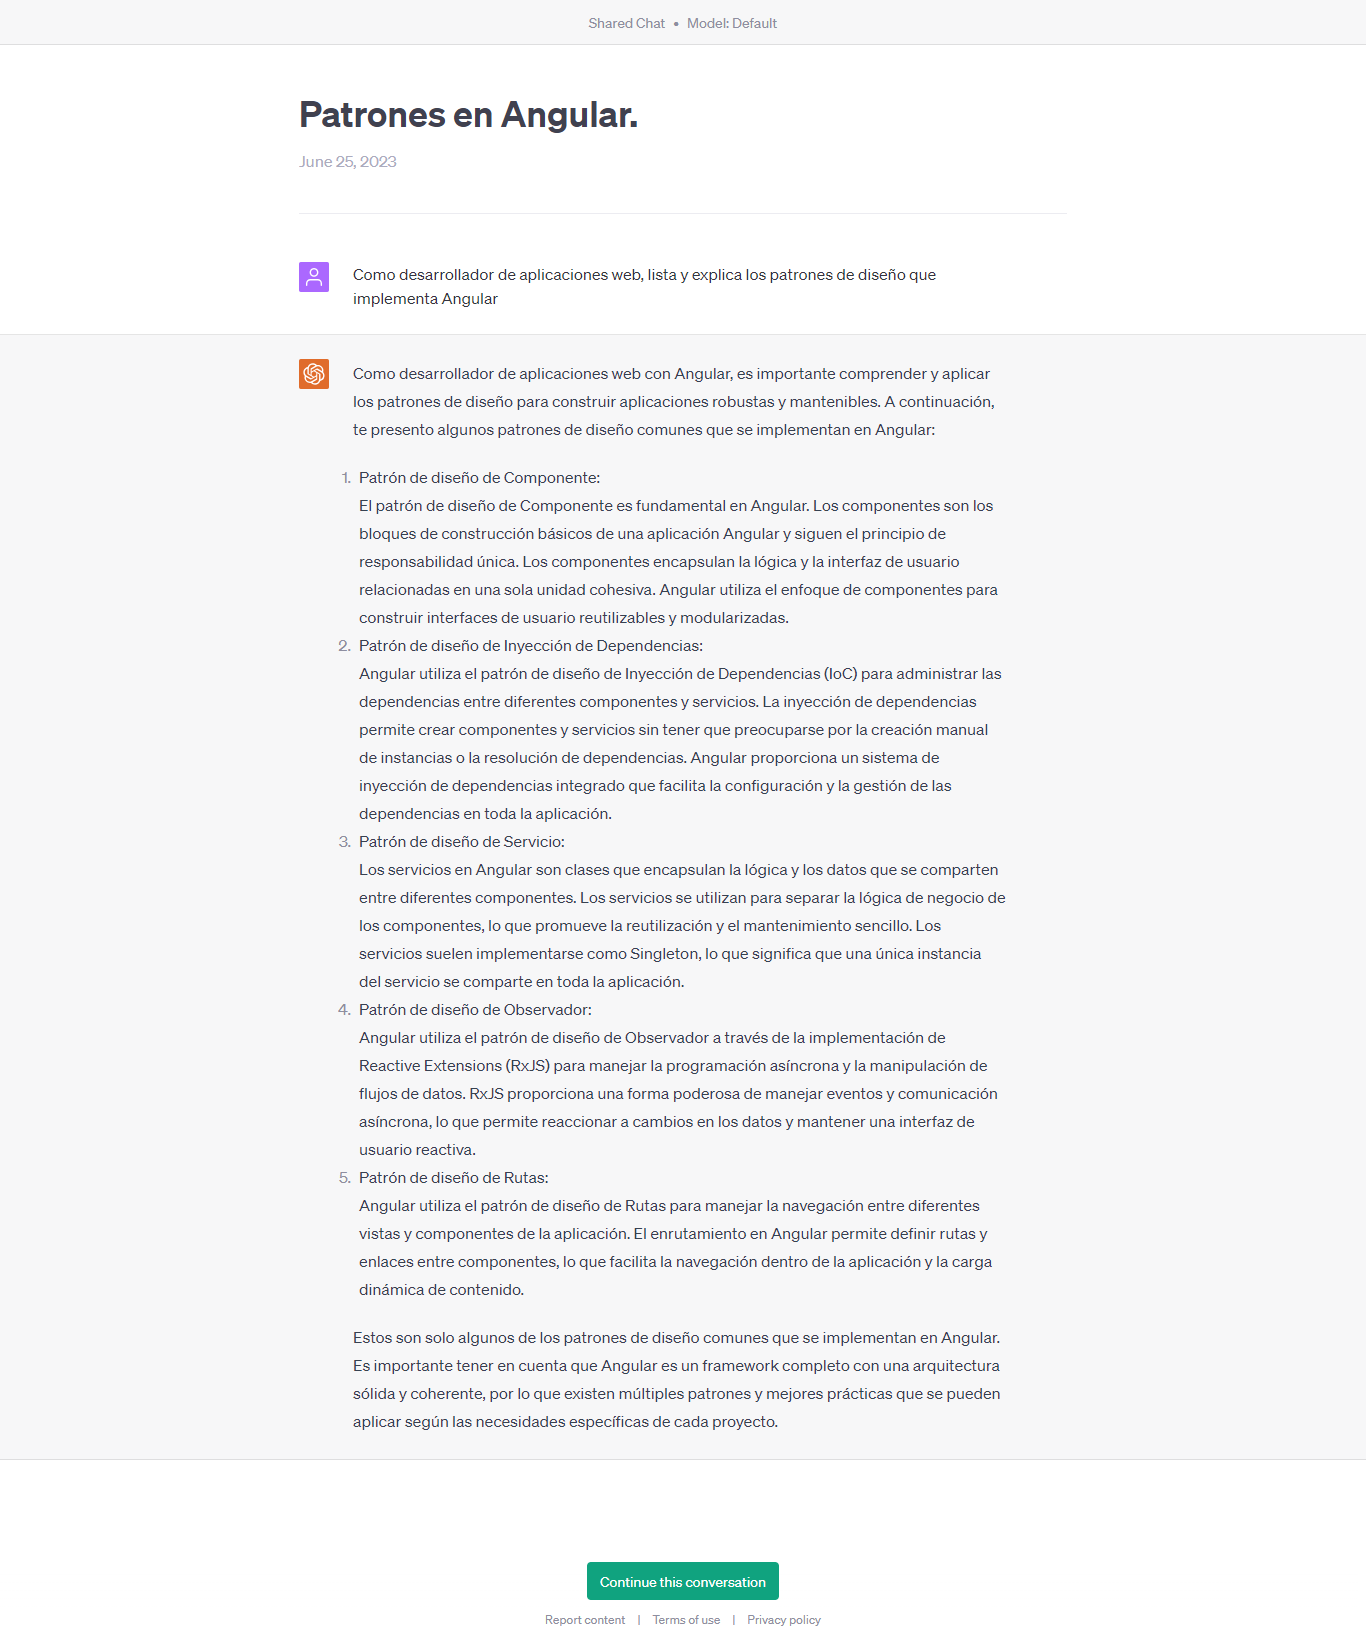 Shared Chat • Model: Default
Patrones en Angular.
June 25, 2023
Como desarrollador de aplicaciones web, lista y explica los patrones de diseño que
implementa Angular
Como desarrollador de aplicaciones web con Angular, es importante comprender y aplicar
los patrones de diseño para construir aplicaciones robustas y mantenibles. A continuación,
te presento algunos patrones de diseño comunes que se implementan en Angular:
1. Patrón de diseño de Componente:
El patrón de diseño de Componente es fundamental en Angular. Los componentes son los
bloques de construcción básicos de una aplicación Angular y siguen el principio de
responsabilidad única. Los componentes encapsulan la lógica y la interfaz de usuario
relacionadas en una sola unidad cohesiva. Angular utiliza el enfoque de componentes para
construir interfaces de usuario reutilizables y modularizadas.
2. Patrón de diseño de Inyección de Dependencias:
Angular utiliza el patrón de diseño de Inyección de Dependencias (IoC) para administrar las
dependencias entre diferentes componentes y servicios. La inyección de dependencias
permite crear componentes y servicios sin tener que preocuparse por la creación manual
de instancias o la resolución de dependencias. Angular proporciona un sistema de
inyección de dependencias integrado que facilita la configuración y la gestión de las
dependencias en toda la aplicación.
3. Patrón de diseño de Servicio:
Los servicios en Angular son clases que encapsulan la lógica y los datos que se comparten
entre diferentes componentes. Los servicios se utilizan para separar la lógica de negocio de
los componentes, lo que promueve la reutilización y el mantenimiento sencillo. Los
servicios suelen implementarse como Singleton, lo que significa que una única instancia
del servicio se comparte en toda la aplicación.
4. Patrón de diseño de Observador:
Angular utiliza el patrón de diseño de Observador a través de la implementación de
Reactive Extensions (RxJS) para manejar la programación asíncrona y la manipulación de
flujos de datos. RxJS proporciona una forma poderosa de manejar eventos y comunicación
asíncrona, lo que permite reaccionar a cambios en los datos y mantener una interfaz de
usuario reactiva.
5. Patrón de diseño de Rutas:
Angular utiliza el patrón de diseño de Rutas para manejar la navegación entre diferentes
vistas y componentes de la aplicación. El enrutamiento en Angular permite definir rutas y
enlaces entre componentes, lo que facilita la navegación dentro de la aplicación y la carga
dinámica de contenido.
Estos son solo algunos de los patrones de diseño comunes que se implementan en Angular.
Es importante tener en cuenta que Angular es un framework completo con una arquitectura
sólida y coherente, por lo que existen múltiples patrones y mejores prácticas que se pueden
aplicar según las necesidades específicas de cada proyecto.
Continue this conversation
Report content | Terms of use | Privacy policy